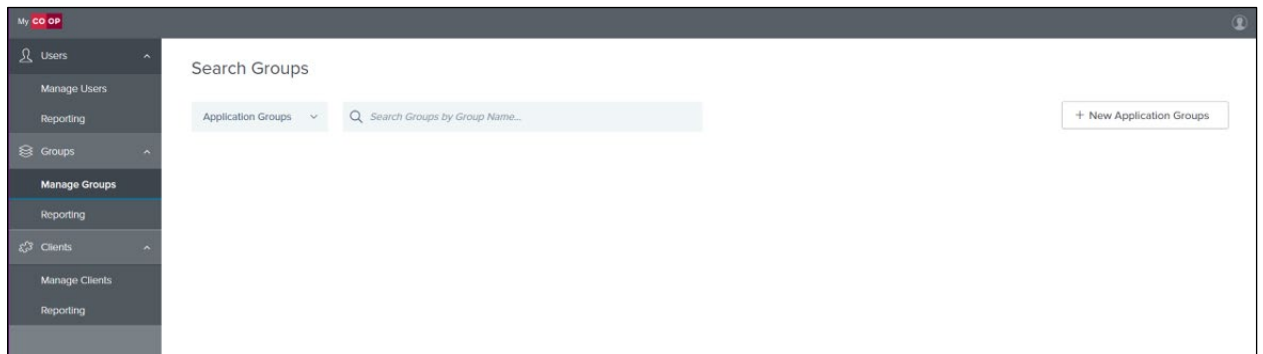 My CO OP
Users
Manage Users
Reporting
Groups
Manage Groups
Reporting
Clients
Manage Clients
Reporting
Search Groups
Application Groups
Search Groups by Group Name...
+ New Application Groups